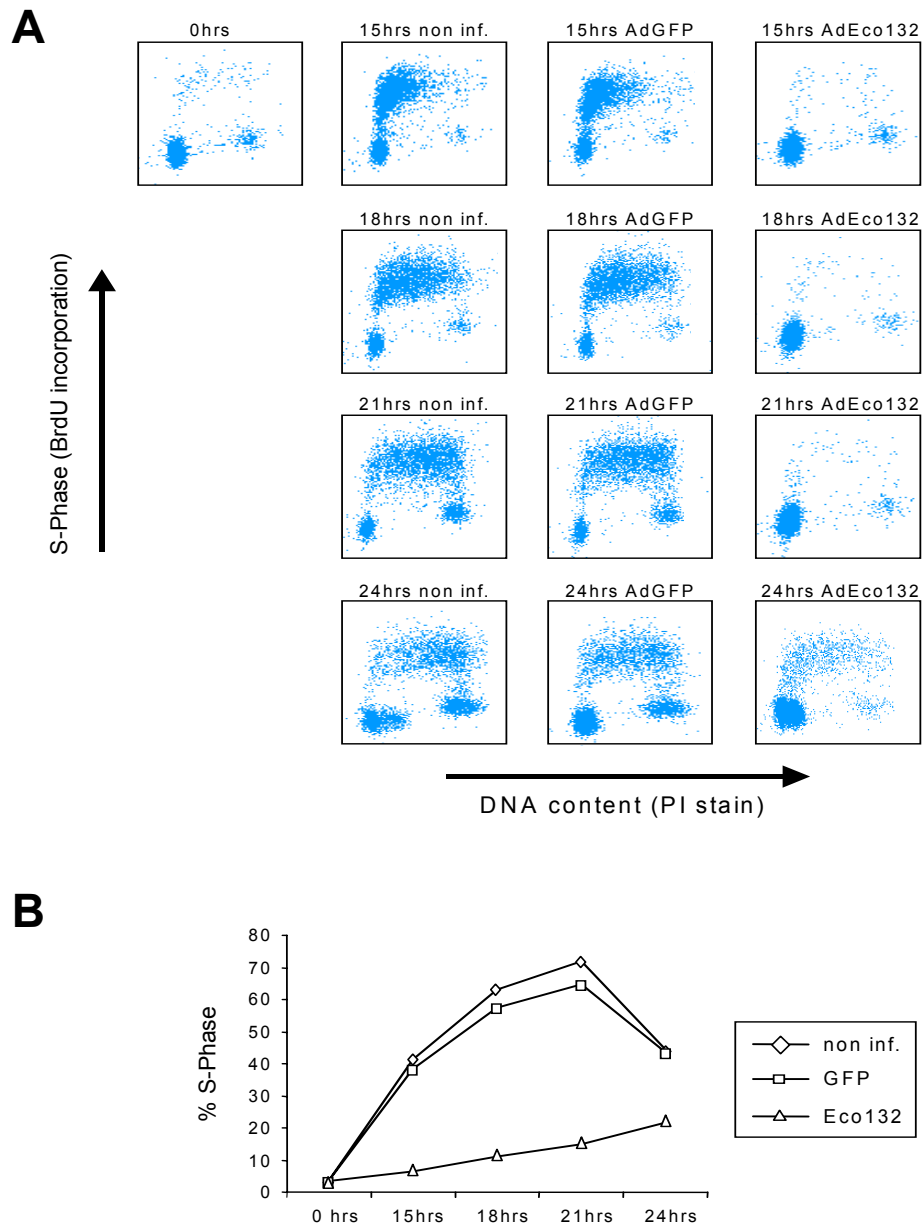 A
0hrs
15hrs non inf.
15hrs AdGFP
15hrs AdEco132
18hrs non inf.
18hrs AdGFP
18hrs AdEco132
21hrs non inf.
21hrs AdGFP
21hrs AdEco132
24hrs non inf.
24hrs AdGFP
24hrs AdEco132
S-Phase (BrdU incorporation)
DNA content (PI stain)
B
% S-Phase
80
70
60
50
40
30
20
10
0
0 hrs
15hrs
18hrs
21hrs
24hrs
non inf.
GFP
Eco132